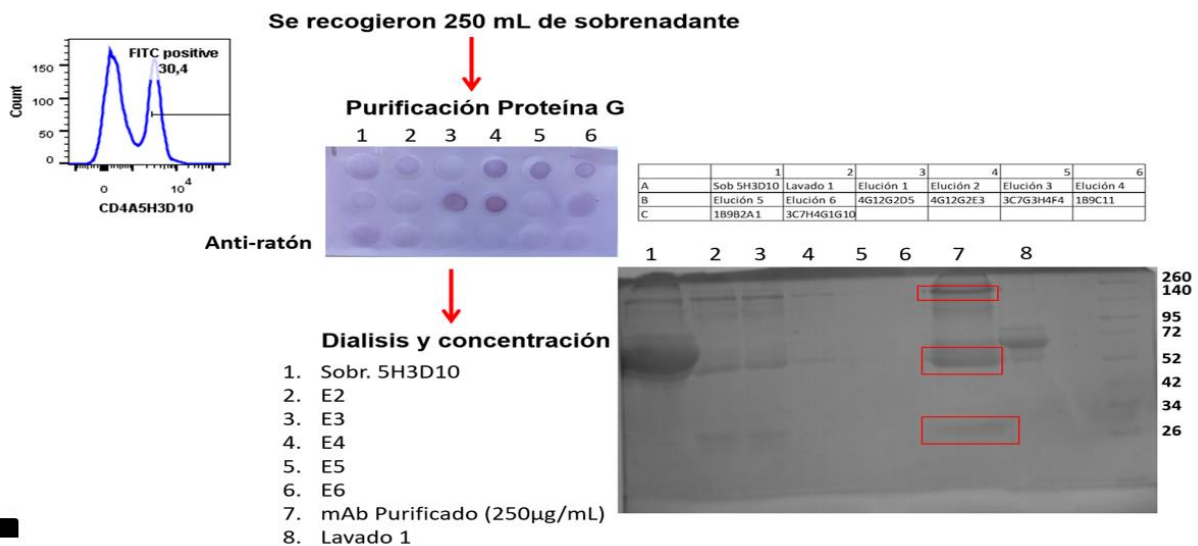 Se recogieron 250 mL de sobrenadante
FITC positive
30,4
Count
150
100
50
0
0 10⁴
CD4A5H3D10
Purificación Proteína G
1 2 3 4 5 6
Anti-ratón
1 2 3 4 5 6
A Sob 5H3D10 Lavado 1 Elución 1 Elución 2 Elución 3 Elución 4
B Elución 5 Elución 6 4G12G2D5 4G12G2E3 3C7G3H4F4 1B9C11
C 1B9B2A1 3C7H4G1G10
Dialisis y concentración
1. Sobr. 5H3D10
2. E2
3. E3
4. E4
5. E5
6. E6
7. mAb Purificado (250µg/mL)
8. Lavado 1
1 2 3 4 5 6 7 8
260
140
95
72
52
42
34
26